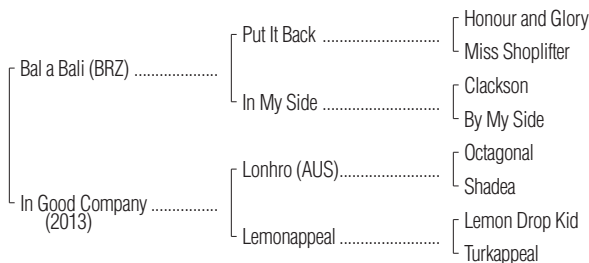 Honour and Glory
Put It Back ............................
Miss Shoplifter
Bal a Bali (BRZ) ....................
Clackson
In My Side ............................
By My Side
Octagonal
Lonhro (AUS)........................
Shadea
In Good Company ................
(2013)
Lemon Drop Kid
Lemonappeal ........................
Turkappeal